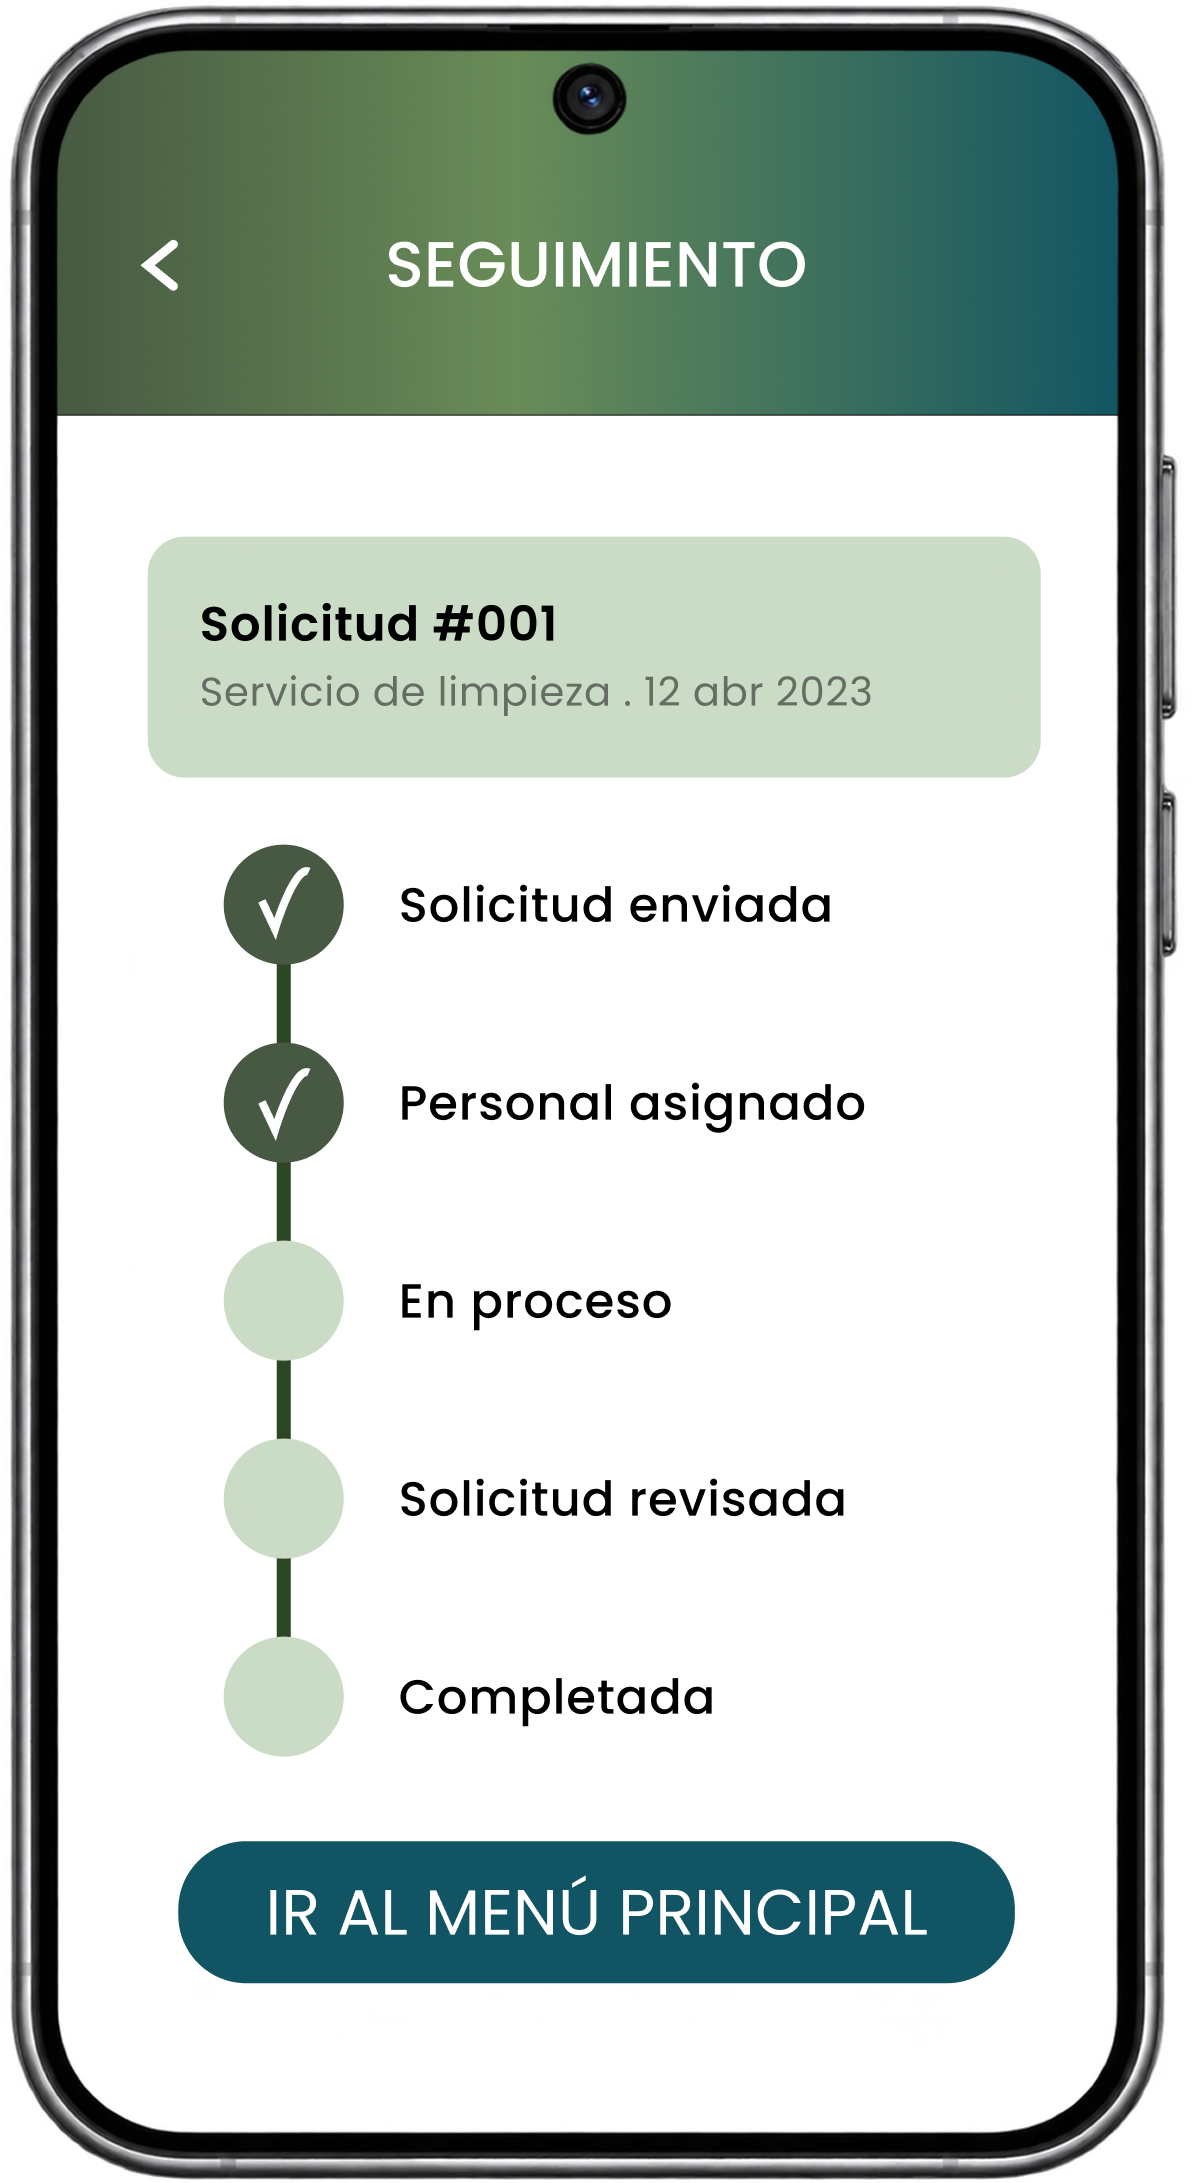 SEGUIMIENTO
Solicitud #001
Servicio de limpieza . 12 abr 2023
Solicitud enviada
Personal asignado
En proceso
Solicitud revisada
Completada
IR AL MENÚ PRINCIPAL